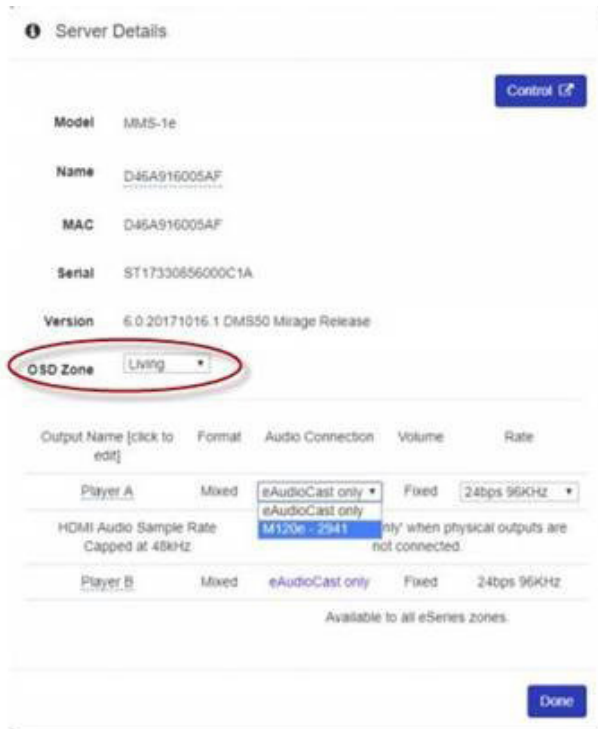 Server Details
Control
Model MMS-1e
Name D46A916005AF
MAC D46A916005AF
Serial ST17330856000C1A
Version 6.0.20171016.1 DMS50 Mirage Release
OSD Zone Living
Output Name [click to edit] Format Audio Connection Volume Rate
Player A Mixed eAudioCast only Fixed 24bps 96KHz
eAudioCast only
M120e - 2941
HDMI Audio Sample Rate Capped at 48kHz
nly' when physical outputs are not connected.
Player B Mixed eAudioCast only Fixed 24bps 96KHz
Available to all eSeries zones.
Done